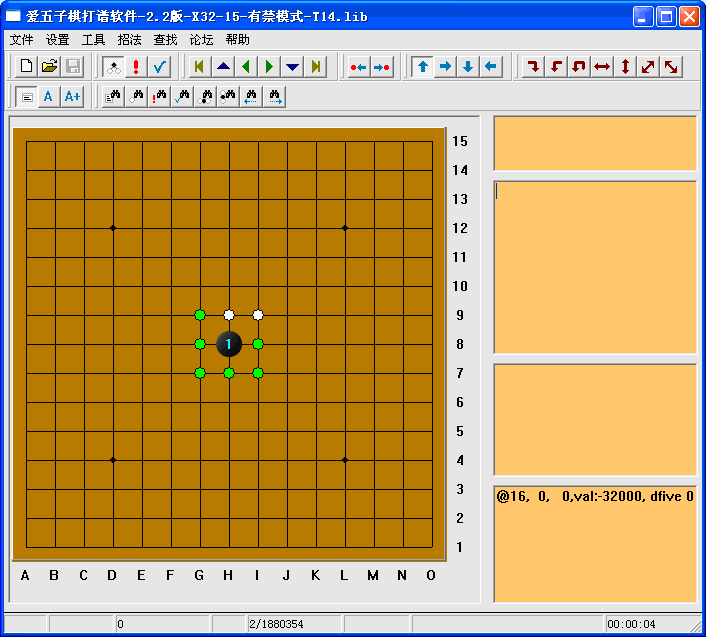 爱五子棋打谱软件-2.2版-X32-15-有禁模式-T14.lib
文件 设置 工具 招法 查找 论坛 帮助
A A+
15
14
13
12
11
10
9
1 8
7
6
5
4
3
2
1
A B C D E F G H I J K L M N O
@16, 0, 0,val:-32000, dfive 0
0 2/1880354 00:00:04